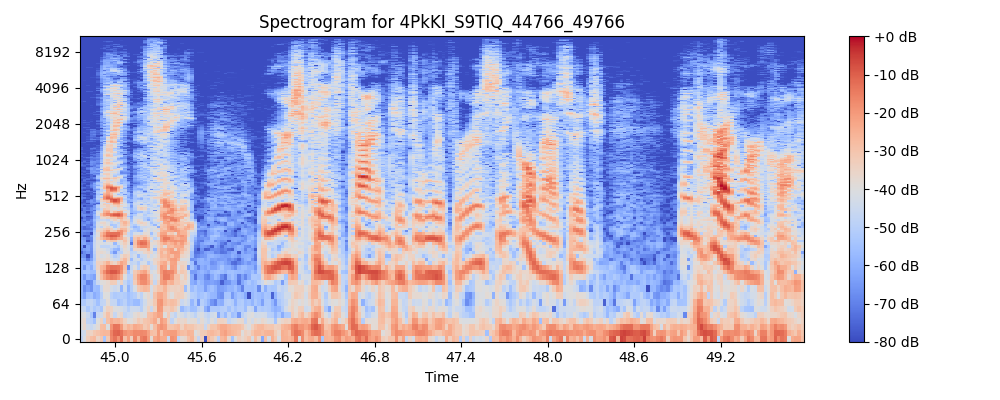 Spectrogram for 4PkKI_S9TIQ_44766_49766
8192
4096
2048
1024
512
256
128
64
0
Hz
45.0 45.6 46.2 46.8 47.4 48.0 48.6 49.2
Time
+0 dB
-10 dB
-20 dB
-30 dB
-40 dB
-50 dB
-60 dB
-70 dB
-80 dB